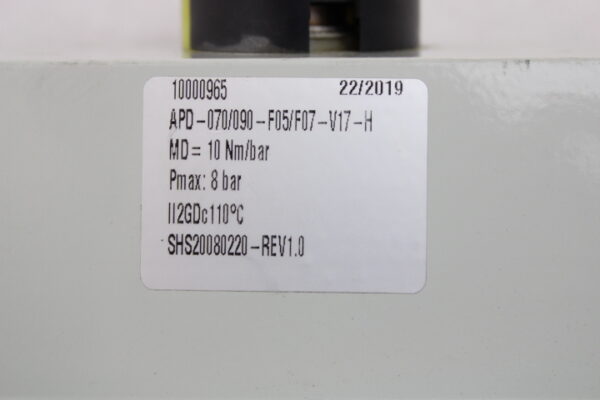 10000965 22/2019
APD-070/090-F05/F07-V17-H
MD= 10 Nm/bar
Pmax: 8 bar
II2GDc110°C
SHS20080220-REV1.0